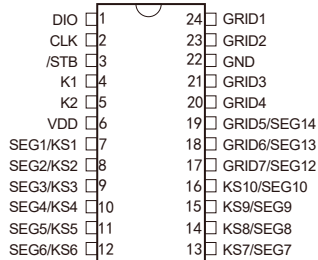 DIO 1 24 GRID1
CLK 2 23 GRID2
/STB 3 22 GND
K1 4 21 GRID3
K2 5 20 GRID4
VDD 6 19 GRID5/SEG14
SEG1/KS1 7 18 GRID6/SEG13
SEG2/KS2 8 17 GRID7/SEG12
SEG3/KS3 9 16 KS10/SEG10
SEG4/KS4 10 15 KS9/SEG9
SEG5/KS5 11 14 KS8/SEG8
SEG6/KS6 12 13 KS7/SEG7